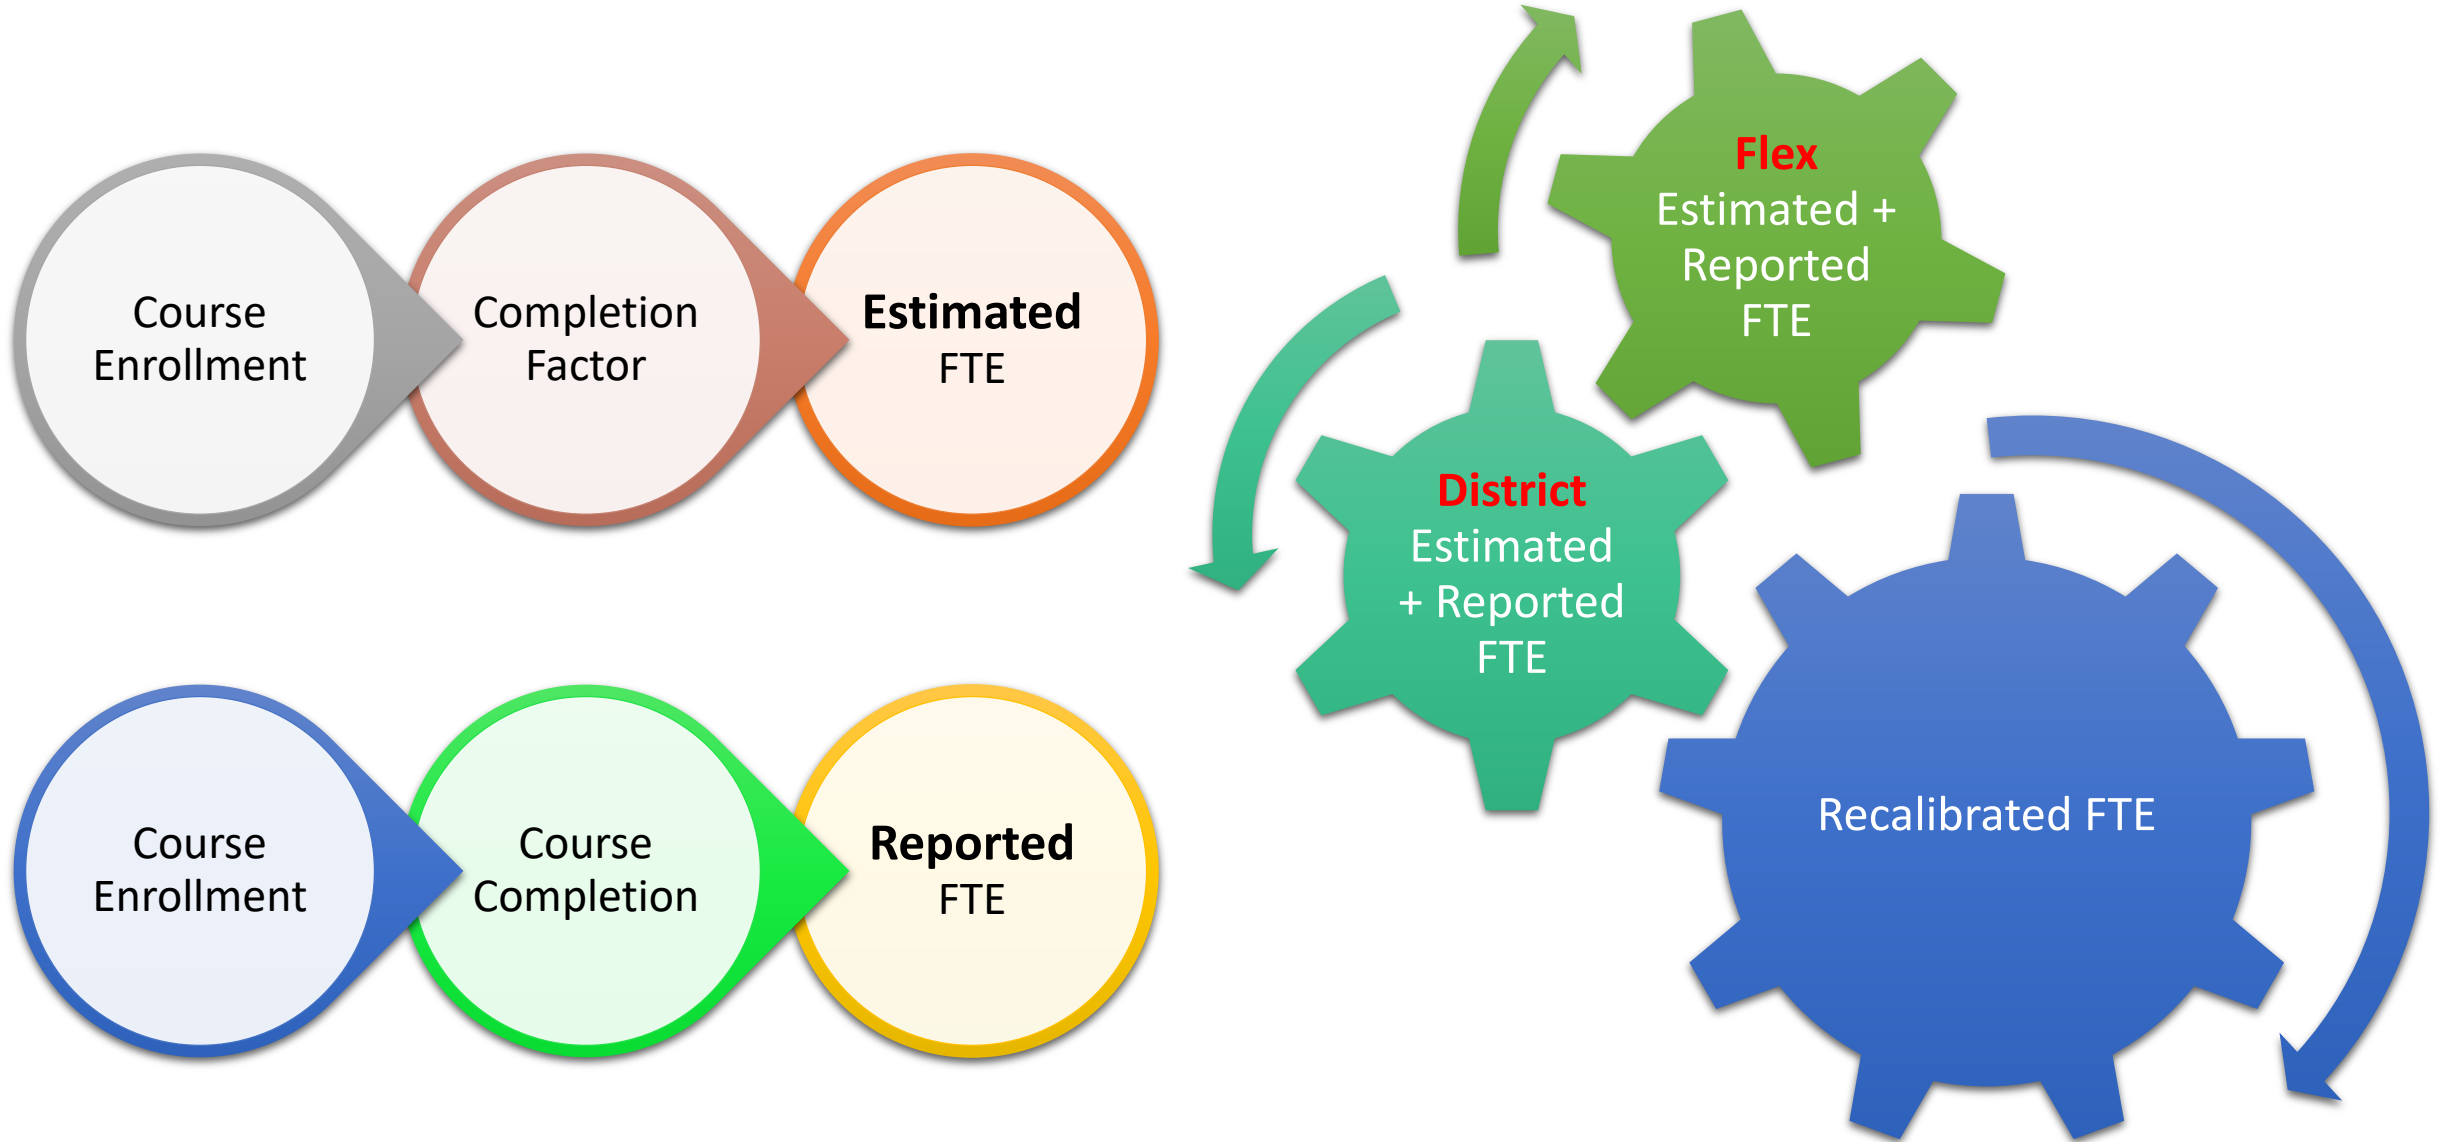 Course
Enrollment
Completion
Factor
Estimated
FTE
Course
Enrollment
Course
Completion
Reported
FTE
Flex
Estimated +
Reported
FTE
District
Estimated
+ Reported
FTE
Recalibrated FTE